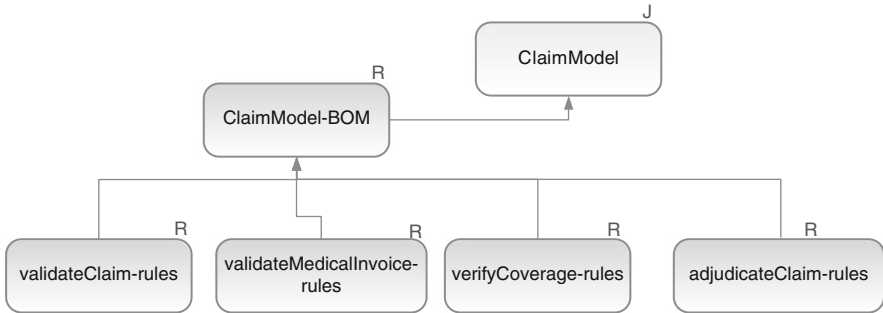 J
ClaimModel
R
ClaimModel-BOM
R
validateClaim-rules
R
validateMedicalInvoice-
rules
R
verifyCoverage-rules
R
adjudicateClaim-rules